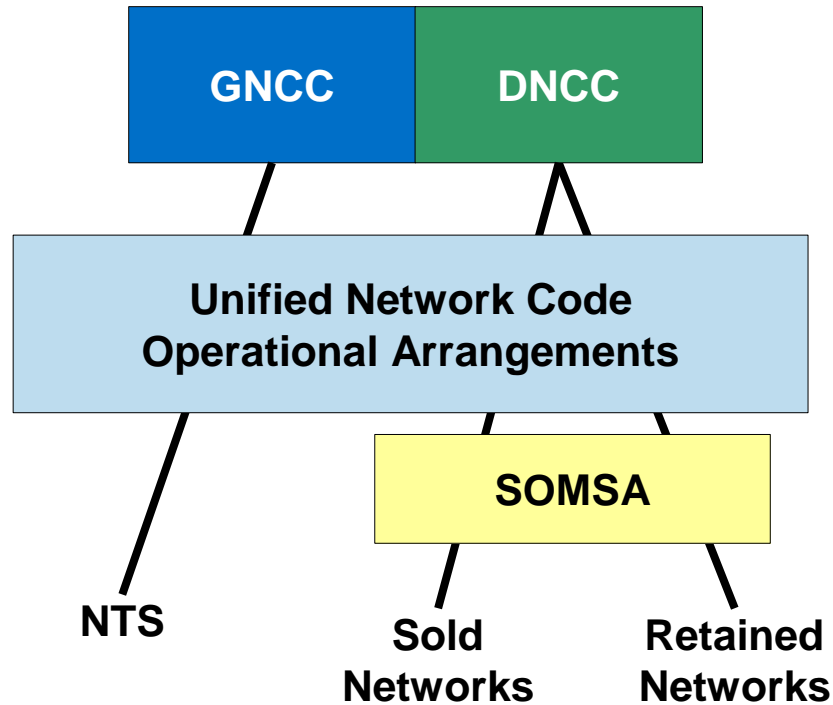 GNCC
DNCC
Unified Network Code
Operational Arrangements
SOMSA
NTS
Sold
Networks
Retained
Networks